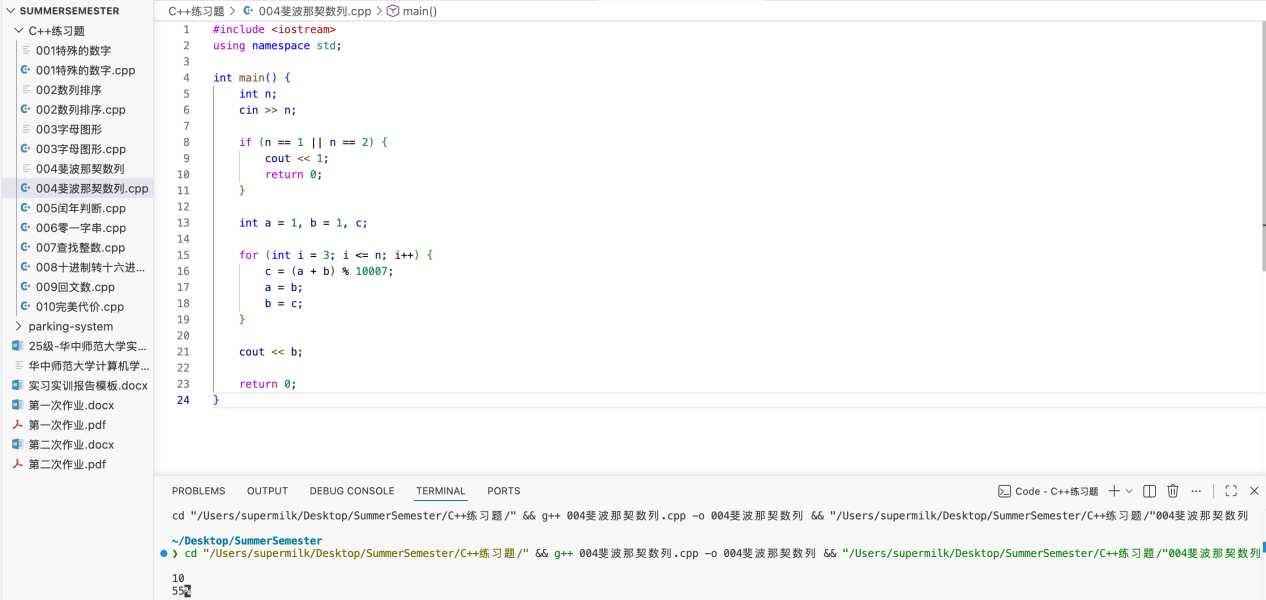 SUMMERSEMESTER
C++练习题
001特殊的数字
001特殊的数字.cpp
002数列排序
002数列排序.cpp
003字母图形
003字母图形.cpp
004斐波那契数列
004斐波那契数列.cpp
005闰年判断.cpp
006零一字串.cpp
007查找整数.cpp
008十进制转十六进...
009回文数.cpp
010完美代价.cpp
parking-system
25级-华中师范大学实...
华中师范大学计算机学...
实习实训报告模板.docx
第一次作业.docx
第一次作业.pdf
第二次作业.docx
第二次作业.pdf
C++练习题 > 004斐波那契数列.cpp > main()
1 #include <iostream>
2 using namespace std;
3
4 int main() {
5     int n;
6     cin >> n;
7
8     if (n == 1 || n == 2) {
9         cout << 1;
10         return 0;
11     }
12
13     int a = 1, b = 1, c;
14
15     for (int i = 3; i <= n; i++) {
16         c = (a + b) % 10007;
17         a = b;
18         b = c;
19     }
20
21     cout << b;
22
23     return 0;
24 }
PROBLEMS OUTPUT DEBUG CONSOLE TERMINAL PORTS Code - C++练习题
cd "/Users/supermilk/Desktop/SummerSemester/C++练习题/" && g++ 004斐波那契数列.cpp -o 004斐波那契数列 && "/Users/supermilk/Desktop/SummerSemester/C++练习题/"004斐波那契数列
~/Desktop/SummerSemester
❯ cd "/Users/supermilk/Desktop/SummerSemester/C++练习题/" && g++ 004斐波那契数列.cpp -o 004斐波那契数列 && "/Users/supermilk/Desktop/SummerSemester/C++练习题/"004斐波那契数列
10
55%